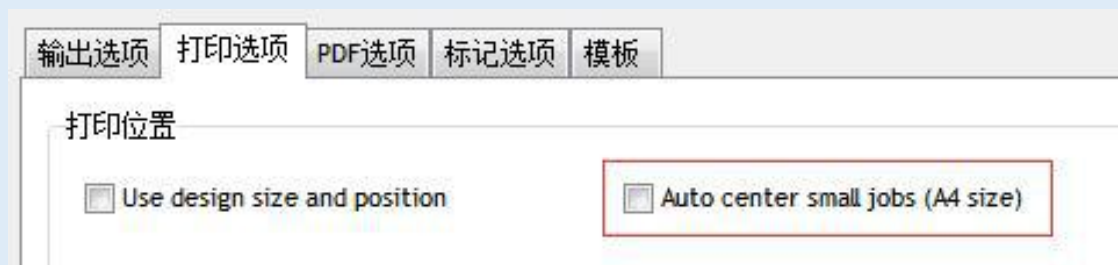 输出选项 打印选项 PDF选项 标记选项 模板
打印位置
Use design size and position Auto center small jobs (A4 size)